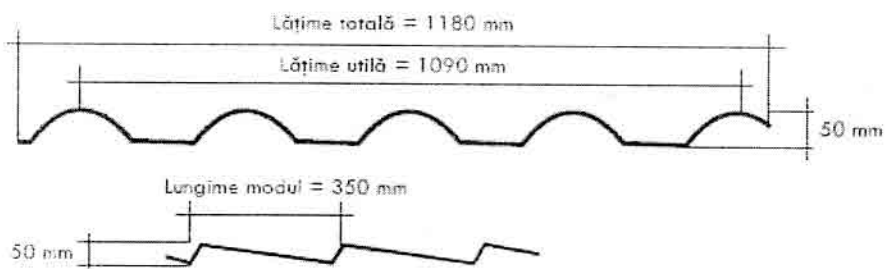 Lățime totală = 1180 mm
Lățime utilă = 1090 mm
50 mm
Lungime modul = 350 mm
50 mm